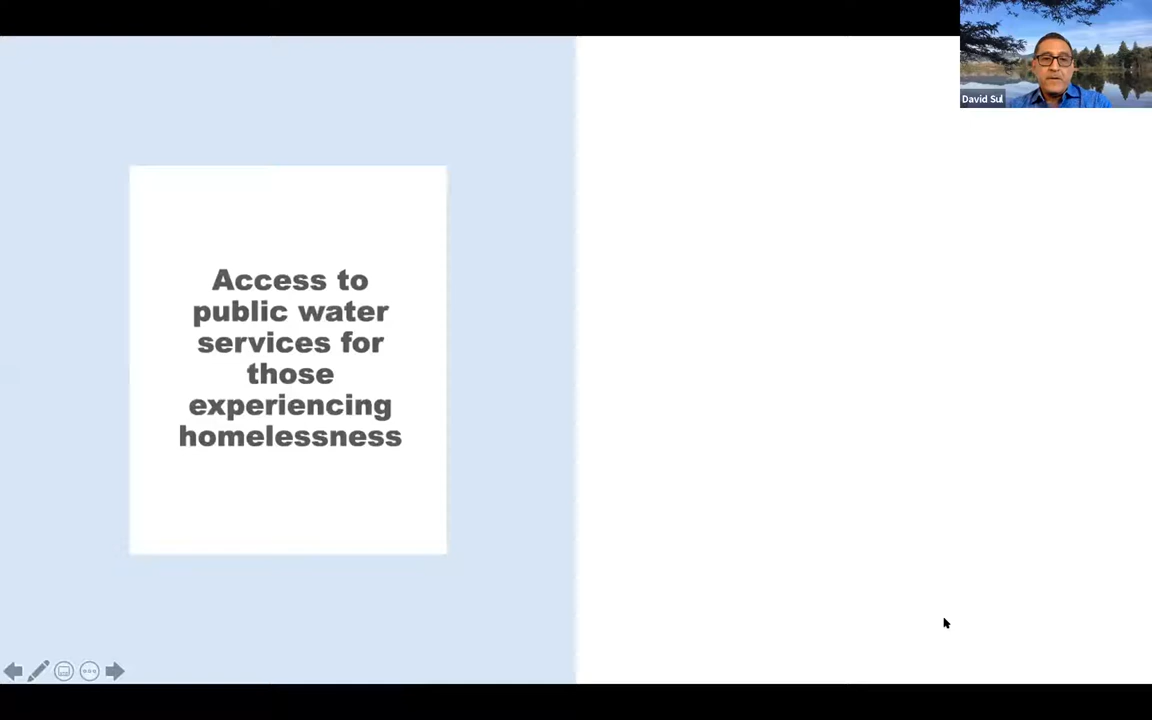 Access to
public water
services for
those
experiencing
homelessness
David Sul